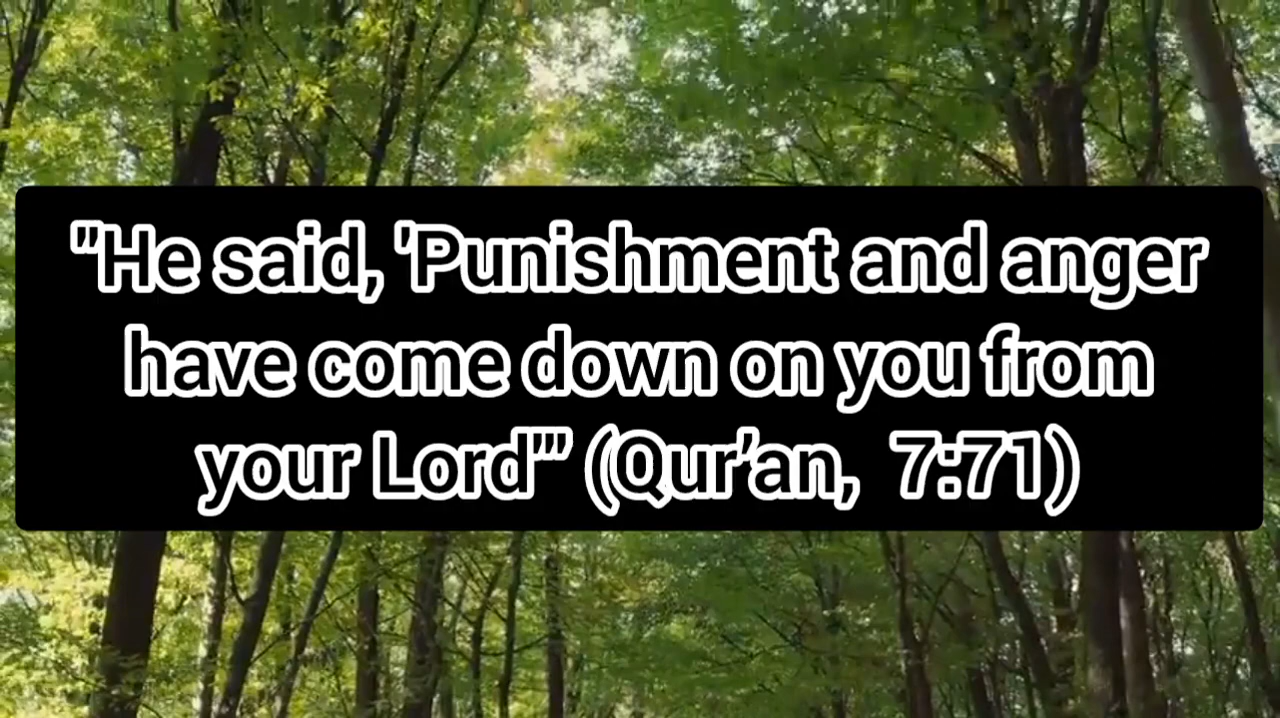 "He said, 'Punishment and anger
have come down on you from
your Lord'" (Qur'an,  7:71)